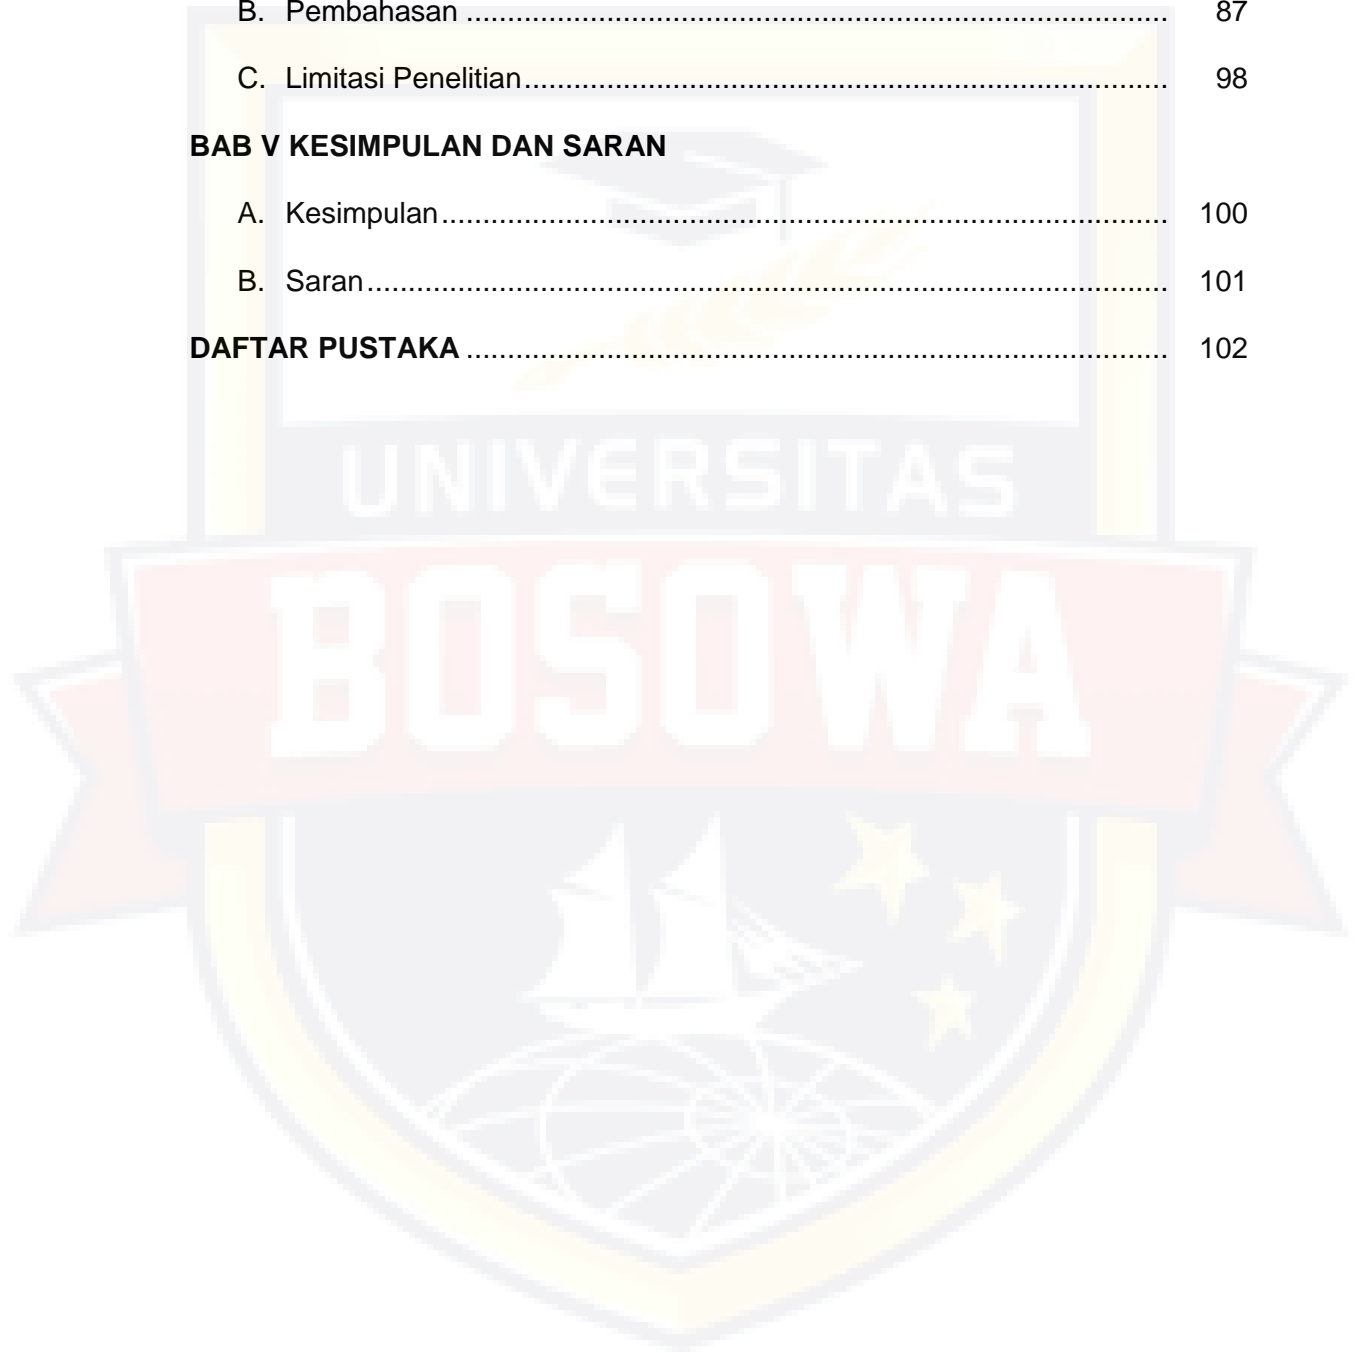 B. Pembahasan ........................................................................................ 87
C. Limitasi Penelitian ................................................................................ 98
BAB V KESIMPULAN DAN SARAN
A. Kesimpulan ........................................................................................... 100
B. Saran ..................................................................................................... 101
DAFTAR PUSTAKA ....................................................................................... 102
UNIVERSITAS
BOSOWA